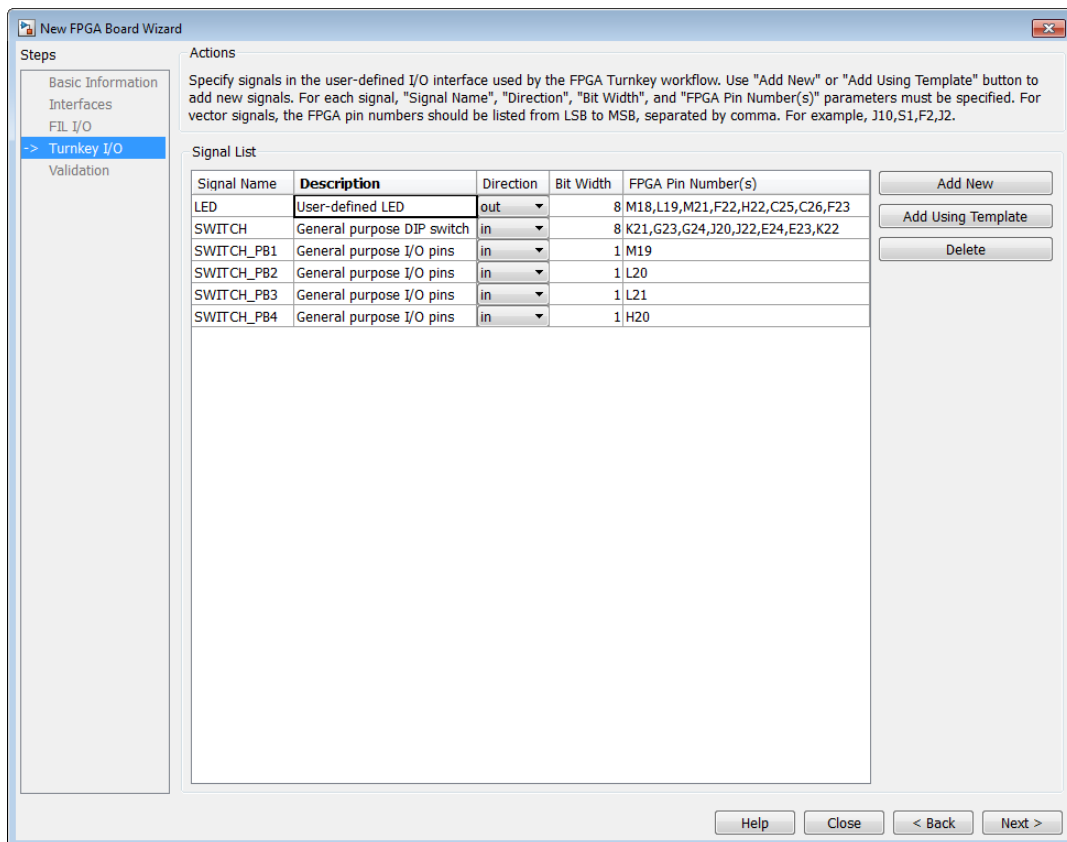 New FPGA Board Wizard
Steps
Basic Information
Interfaces
FIL I/O
-> Turnkey I/O
Validation
Actions
Specify signals in the user-defined I/O interface used by the FPGA Turnkey workflow. Use "Add New" or "Add Using Template" button to
add new signals. For each signal, "Signal Name", "Direction", "Bit Width", and "FPGA Pin Number(s)" parameters must be specified. For
vector signals, the FPGA pin numbers should be listed from LSB to MSB, separated by comma. For example, J10,S1,F2,J2.
Signal List
Signal Name Description Direction Bit Width FPGA Pin Number(s)
LED User-defined LED out 8 M18,L19,M21,F22,H22,C25,C26,F23
SWITCH General purpose DIP switch in 8 K21,G23,G24,J20,J22,E24,E23,K22
SWITCH_PB1 General purpose I/O pins in 1 M19
SWITCH_PB2 General purpose I/O pins in 1 L20
SWITCH_PB3 General purpose I/O pins in 1 L21
SWITCH_PB4 General purpose I/O pins in 1 H20
Add New
Add Using Template
Delete
Help Close < Back Next >